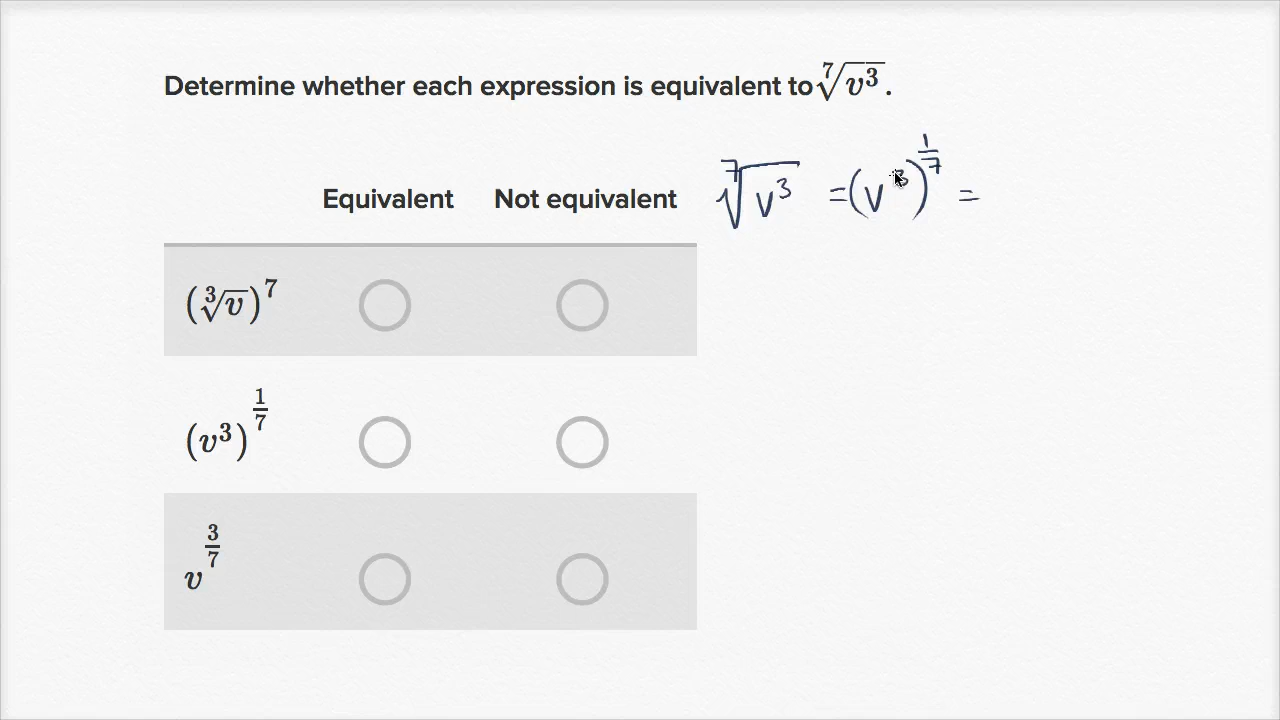 Determine whether each expression is equivalent to ⁷√v³.
Equivalent Not equivalent ⁷√v³ = (v³)^(1/7) =
(³√v)⁷
(v³)^(1/7)
v^(3/7)